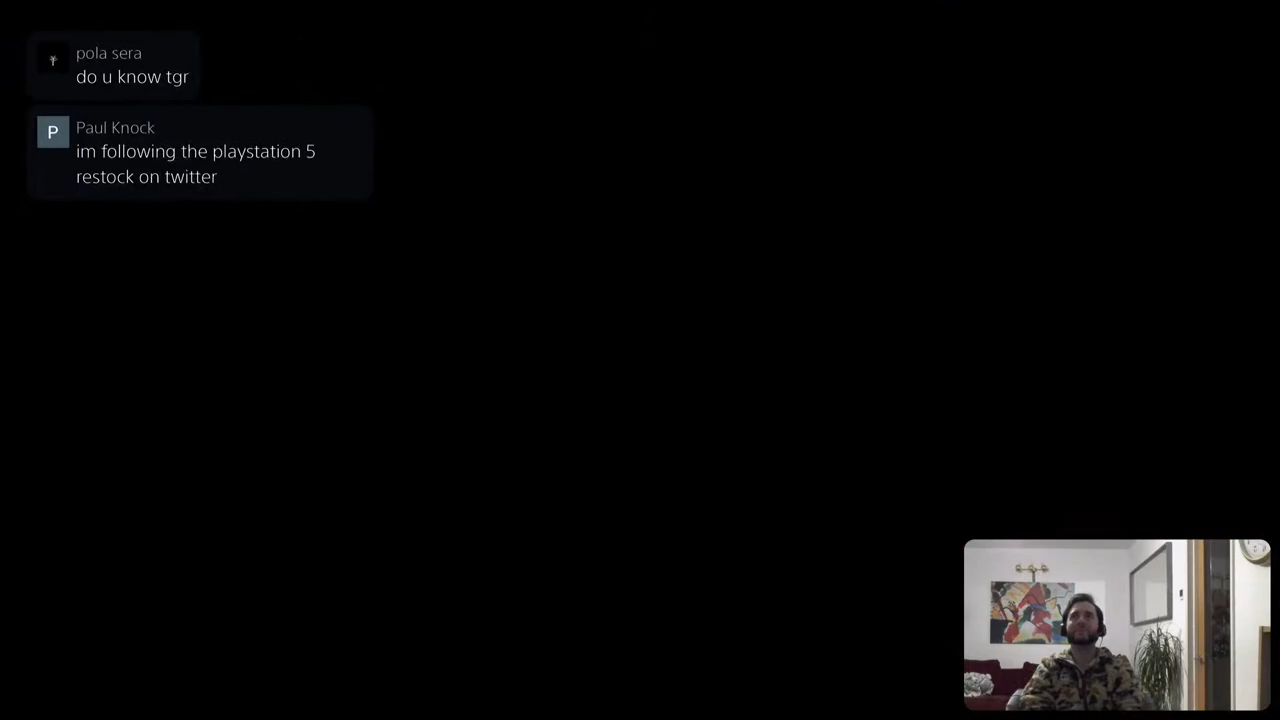 pola sera
do u know tgr
P
Paul Knock
im following the playstation 5
restock on twitter